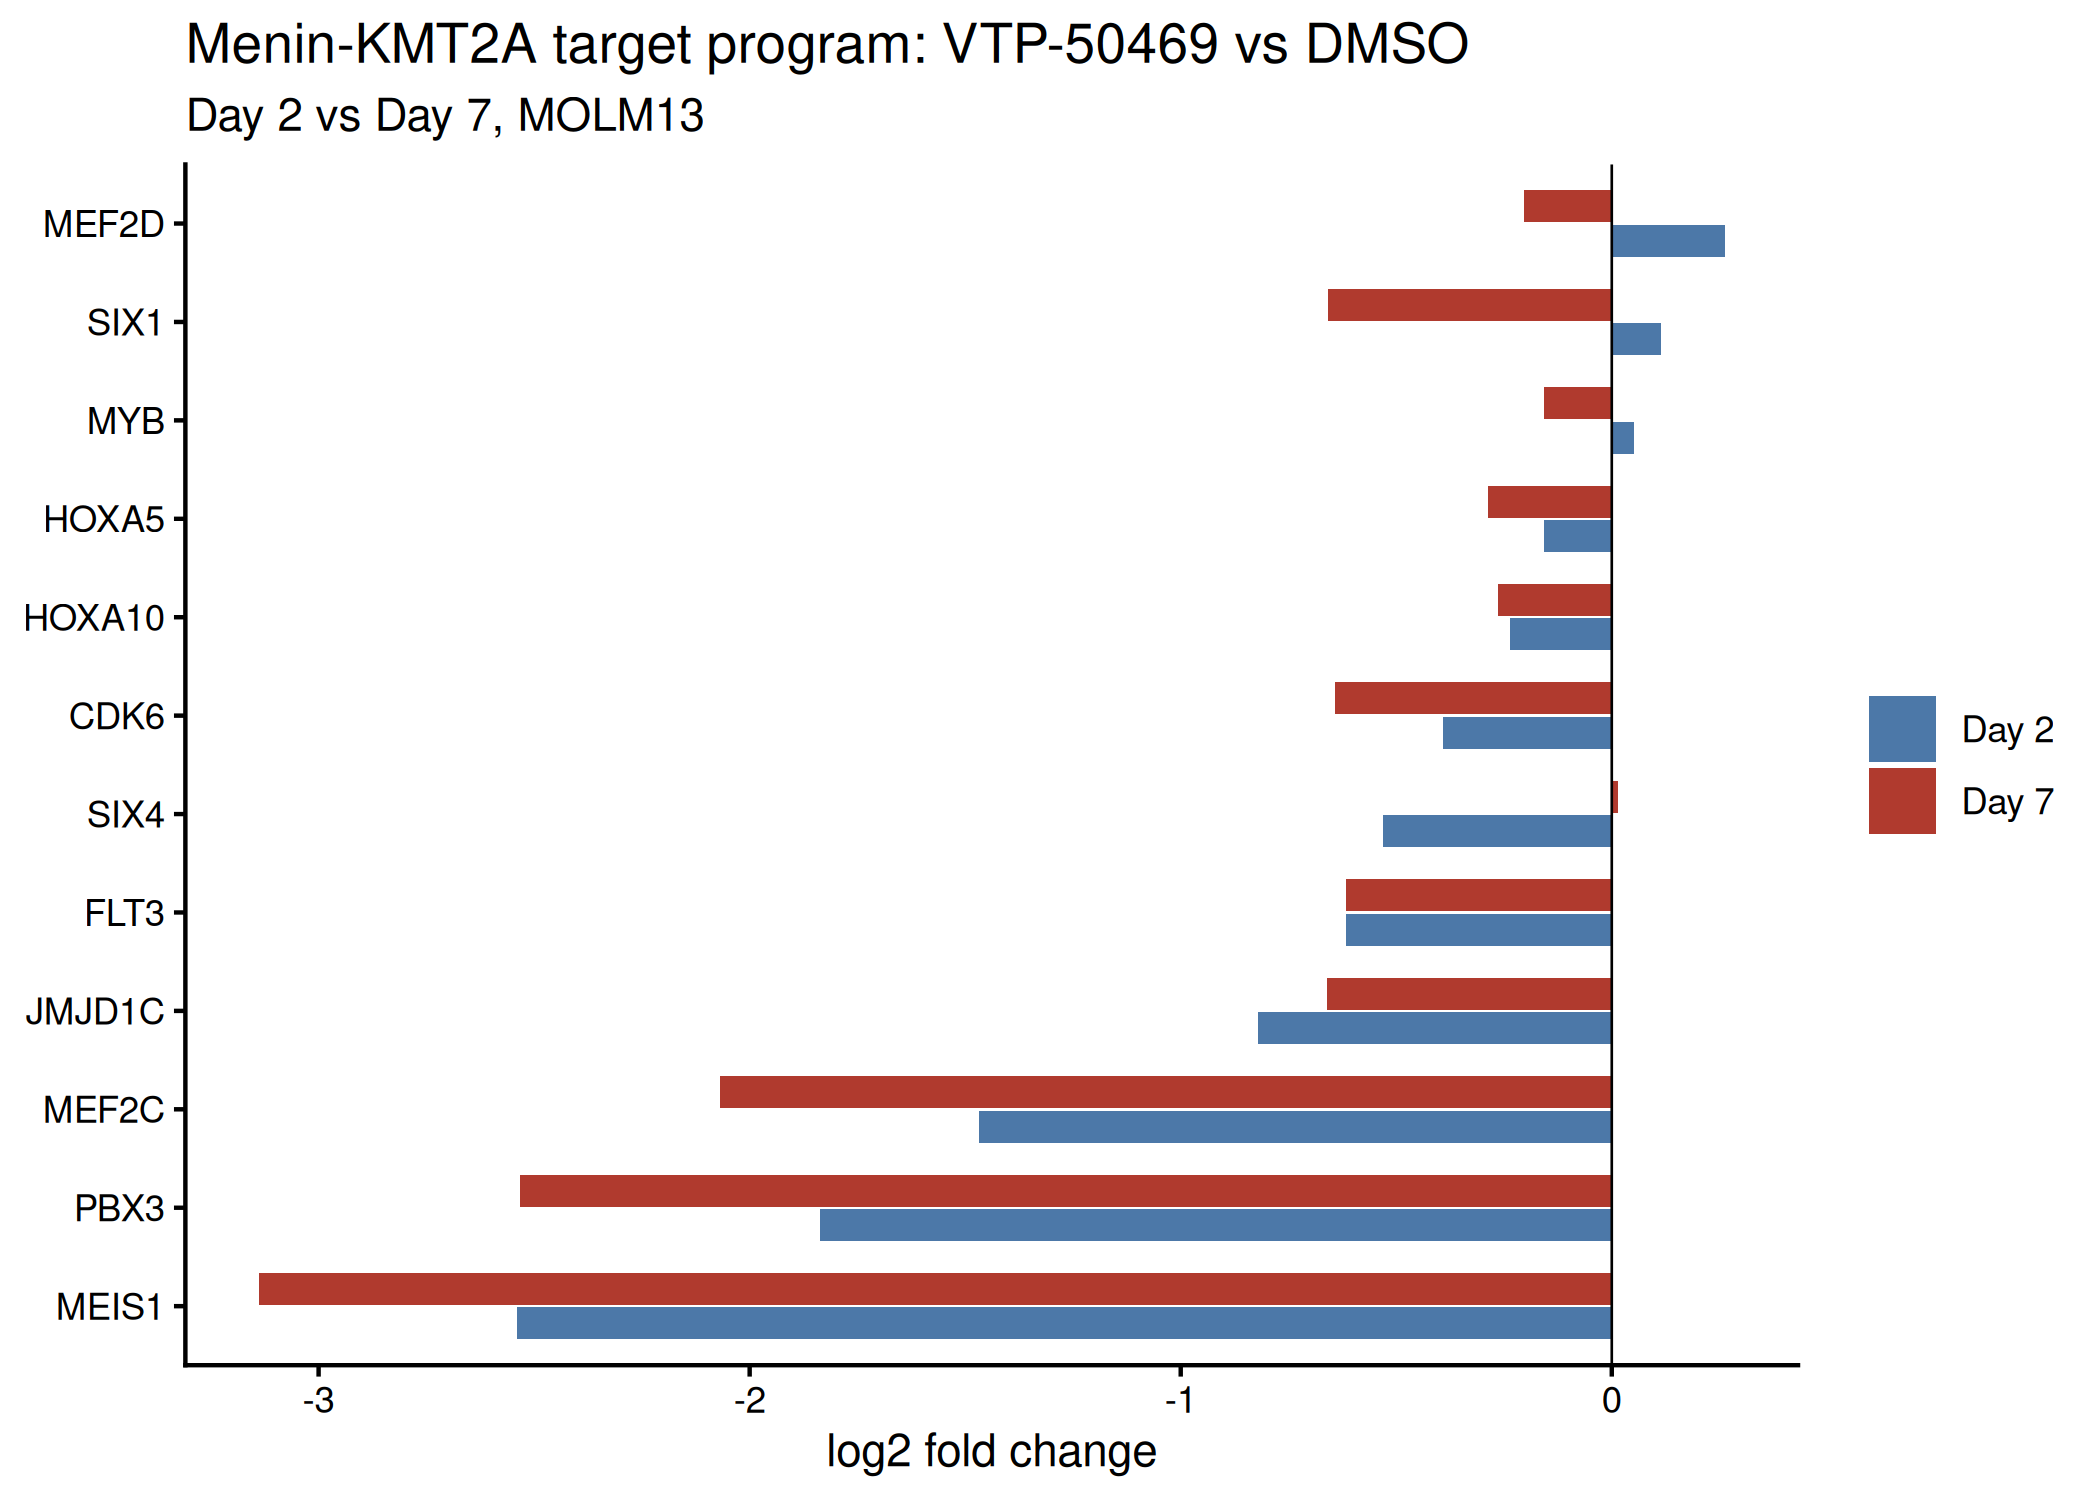 Menin-KMT2A target program: VTP-50469 vs DMSO
Day 2 vs Day 7, MOLM13
MEF2D
SIX1
MYB
HOXA5
HOXA10
CDK6
SIX4
FLT3
JMJD1C
MEF2C
PBX3
MEIS1
-3 -2 -1 0
log2 fold change
Day 2
Day 7